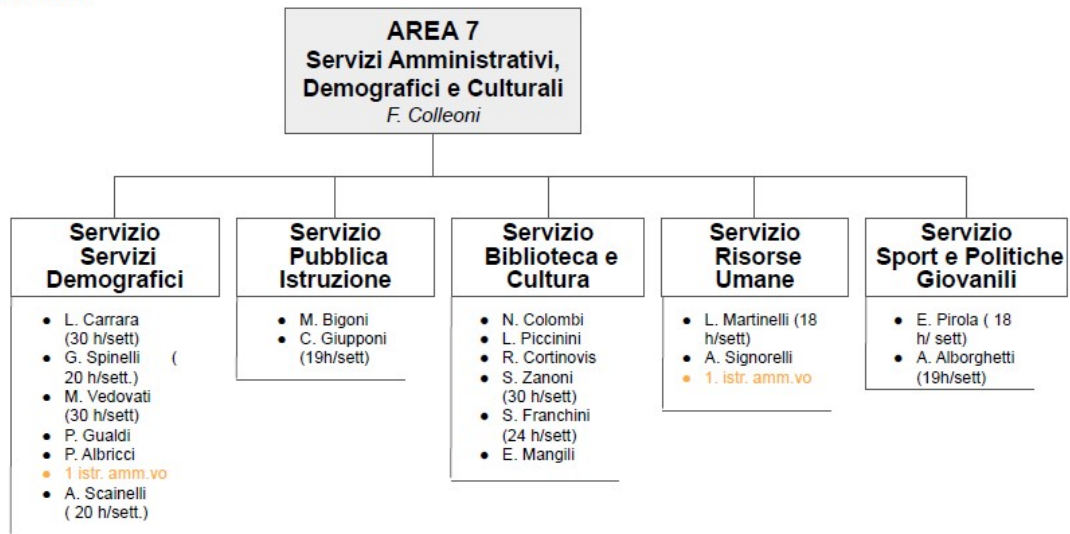 AREA 7
Servizi Amministrativi,
Demografici e Culturali
F. Colleoni
Servizio
Servizi
Demografici
● L. Carrara
(30 h/sett)
● G. Spinelli (
20 h/sett.)
● M. Vedovati
(30 h/sett)
● P. Gualdi
● P. Albricci
● 1 istr. amm.vo
● A. Scainelli
( 20 h/sett.)
Servizio
Pubblica
Istruzione
● M. Bigoni
● C. Giupponi
(19h/sett)
Servizio
Biblioteca e
Cultura
● N. Colombi
● L. Piccinini
● R. Cortinovis
● S. Zanoni
(30 h/sett)
● S. Franchini
(24 h/sett)
● E. Mangili
Servizio
Risorse
Umane
● L. Martinelli (18
h/sett)
● A. Signorelli
● 1. istr. amm.vo
Servizio
Sport e Politiche
Giovanili
● E. Pirola ( 18
h/ sett)
● A. Alborghetti
(19h/sett)